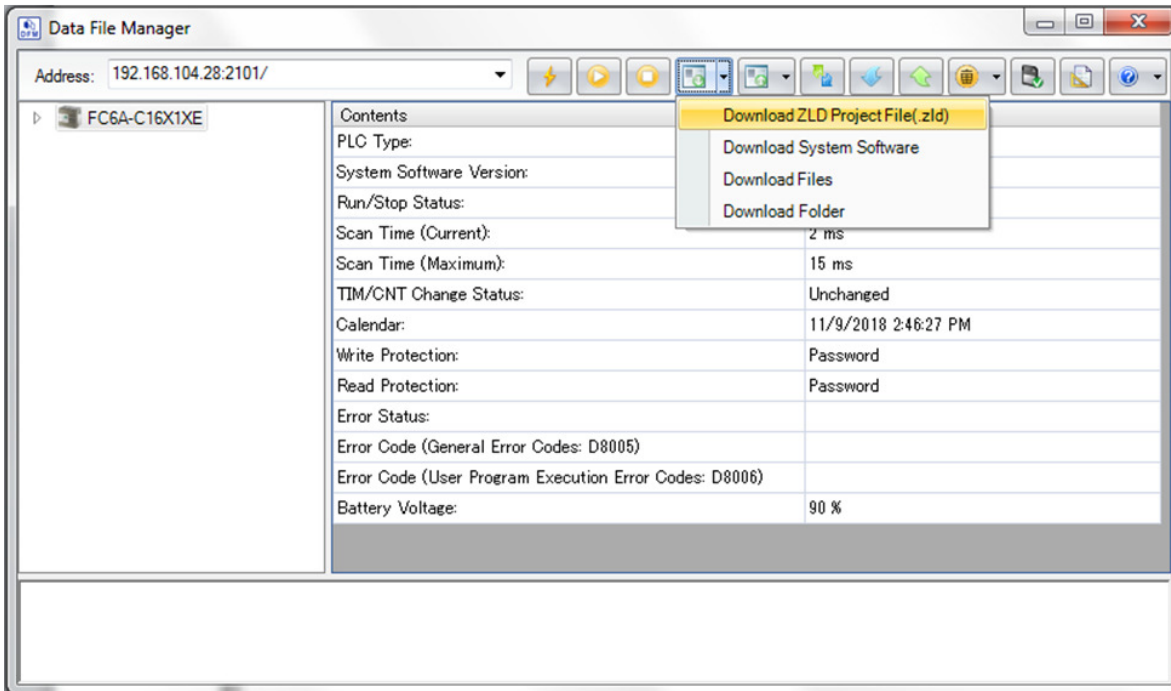 DFM Data File Manager
Address: 192.168.104.28:2101/
FC6A-C16X1XE
Contents
Download ZLD Project File(.zld)
Download System Software
Download Files
Download Folder
PLC Type:
System Software Version:
Run/Stop Status:
Scan Time (Current): 2 ms
Scan Time (Maximum): 15 ms
TIM/CNT Change Status: Unchanged
Calendar: 11/9/2018 2:46:27 PM
Write Protection: Password
Read Protection: Password
Error Status:
Error Code (General Error Codes: D8005)
Error Code (User Program Execution Error Codes: D8006)
Battery Voltage: 90 %